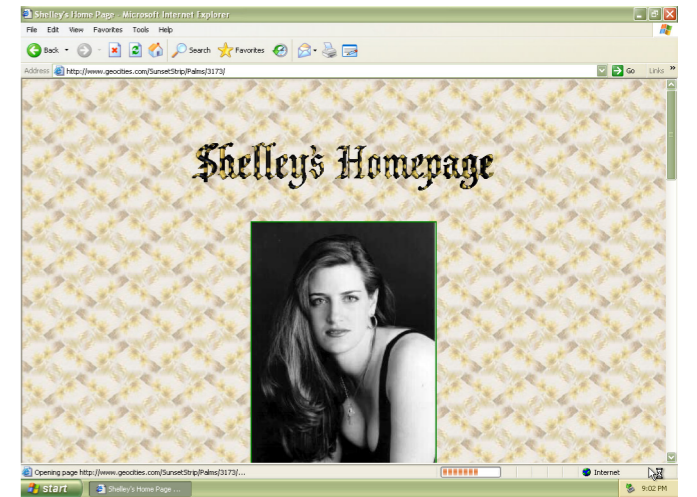 Shelley's Home Page - Microsoft Internet Explorer
File Edit View Favorites Tools Help
Back Search Favorites
Address http://www.geocities.com/SunsetStrip/Palms/3173/ Go Links »
Shelley's Homepage
Opening page http://www.geocities.com/SunsetStrip/Palms/3173/... Internet
start Shelley's Home Page ... 9:02 PM